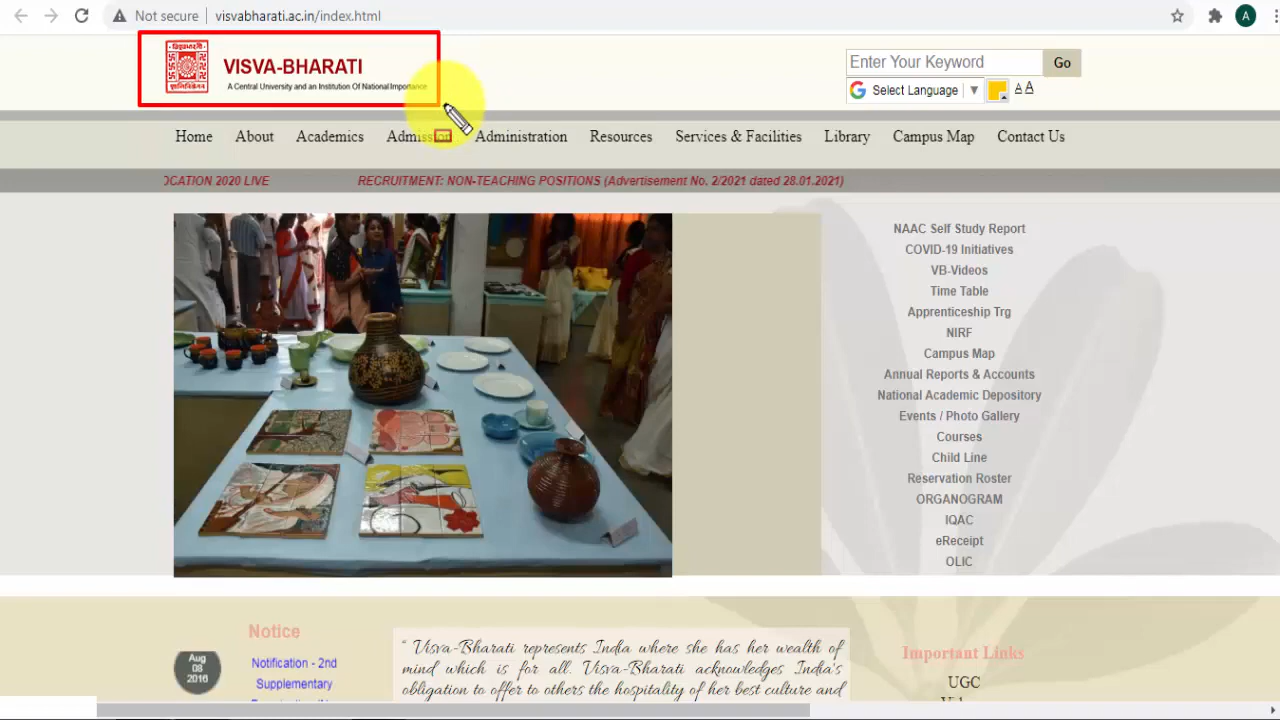 Not secure visvabharati.ac.in/index.html
A
VISVA-BHARATI
A Central University and an Institution Of National Importance
Enter Your Keyword Go
Select Language ▼ A A
Home About Academics Admission Administration Resources Services & Facilities Library Campus Map Contact Us
OCATION 2020 LIVE RECRUITMENT: NON-TEACHING POSITIONS (Advertisement No. 2/2021 dated 28.01.2021)
NAAC Self Study Report
COVID-19 Initiatives
VB-Videos
Time Table
Apprenticeship Trg
NIRF
Campus Map
Annual Reports & Accounts
National Academic Depository
Events / Photo Gallery
Courses
Child Line
Reservation Roster
ORGANOGRAM
IQAC
eReceipt
OLIC
Notice
Aug
08
2016
Notification - 2nd
Supplementary
“ Visva-Bharati represents India where she has her wealth of
mind which is for all. Visva-Bharati acknowledges India's
obligation to offer to others the hospitality of her best culture and
Important Links
UGC